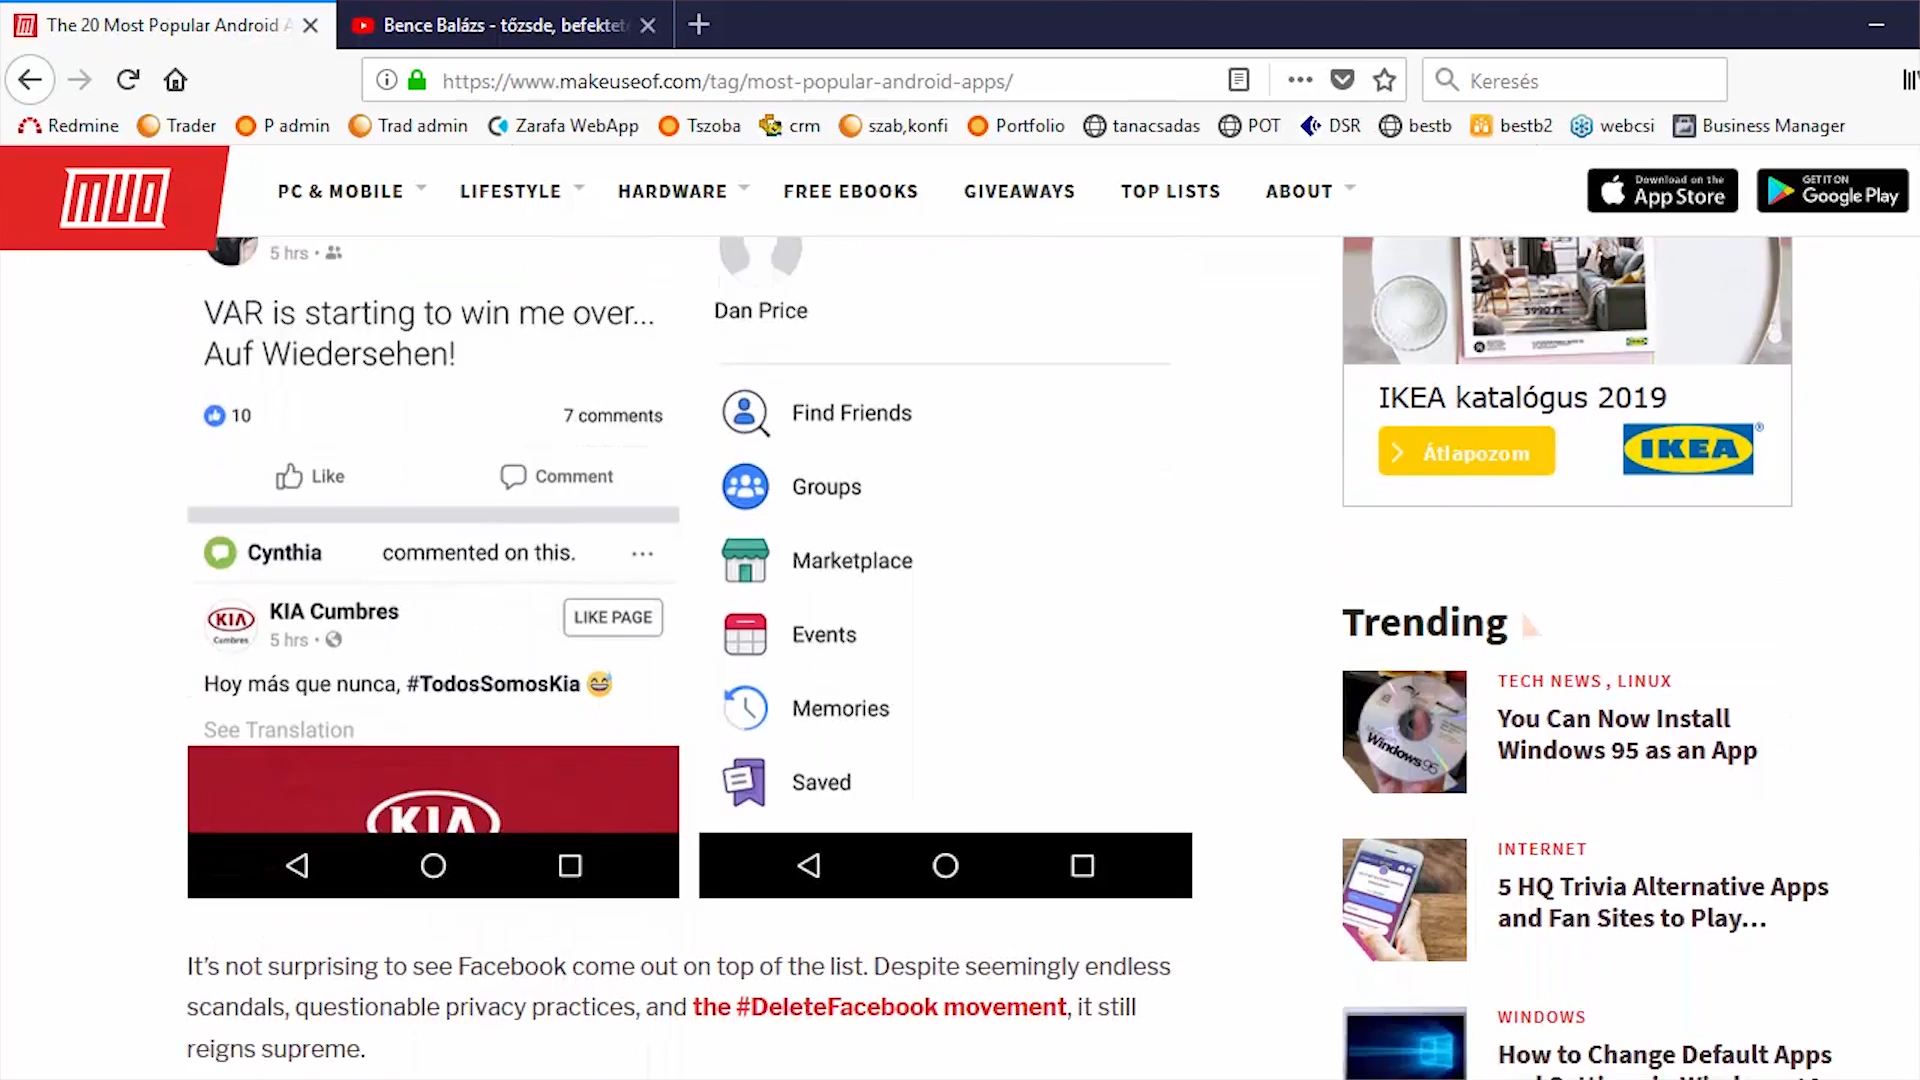 The 20 Most Popular Android A
Bence Balázs - tőzsde, befektet
https://www.makeuseof.com/tag/most-popular-android-apps/
Keresés
Redmine
Trader
P admin
Trad admin
Zarafa WebApp
Tszoba
crm
szab,konfi
Portfolio
tanacsadas
POT
DSR
bestb
bestb2
webcsi
Business Manager
MUO
PC & MOBILE
LIFESTYLE
HARDWARE
FREE EBOOKS
GIVEAWAYS
TOP LISTS
ABOUT
Download on the
App Store
GET IT ON
Google Play
5 hrs •
VAR is starting to win me over...
Auf Wiedersehen!
10
7 comments
Like
Comment
Cynthia commented on this. ...
KIA
Cumbres
KIA Cumbres
5 hrs •
LIKE PAGE
Hoy más que nunca, #TodosSomosKia 😅
See Translation
KIA
Dan Price
Find Friends
Groups
Marketplace
Events
Memories
Saved
It's not surprising to see Facebook come out on top of the list. Despite seemingly endless
scandals, questionable privacy practices, and the #DeleteFacebook movement, it still
reigns supreme.
IKEA
IKEA katalógus 2019
Átlapozom
IKEA
Trending
TECH NEWS, LINUX
You Can Now Install
Windows 95 as an App
Windows 95
INTERNET
5 HQ Trivia Alternative Apps
and Fan Sites to Play...
WINDOWS
How to Change Default Apps